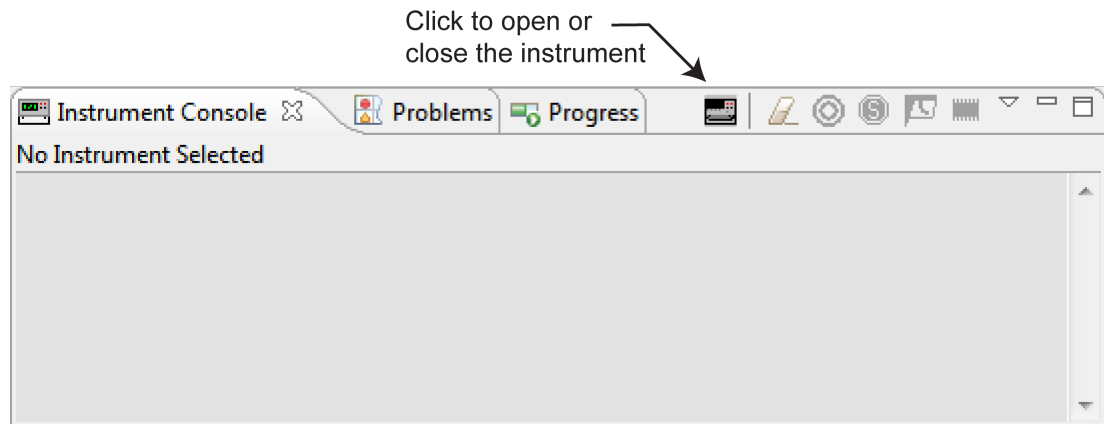 Click to open or
close the instrument
Instrument Console Problems Progress
No Instrument Selected